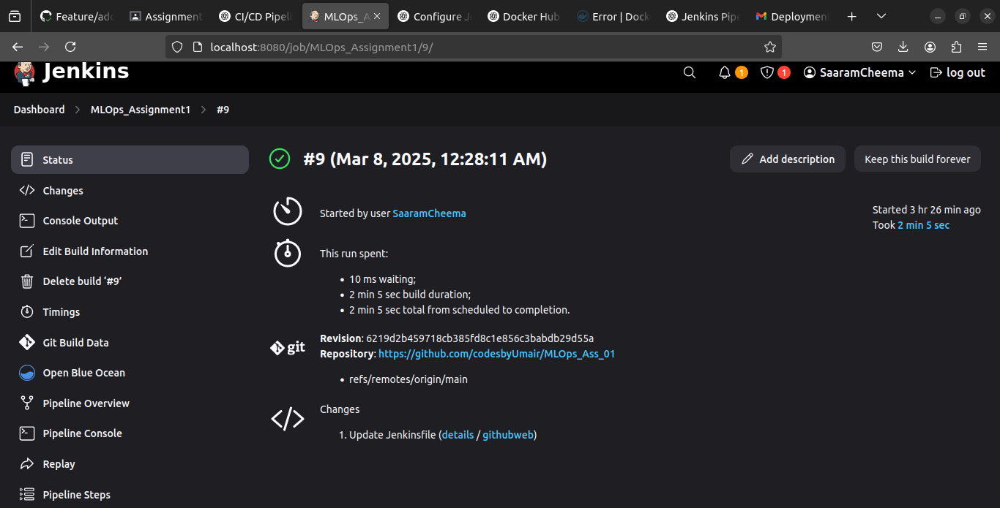 Feature/add
Assignment
CI/CD Pipeli
MLOps_A
Configure J
Docker Hub
Error | Dock
Jenkins Pipe
Deployment
localhost:8080/job/MLOps_Assignment1/9/
Jenkins
1
1
SaaramCheema
log out
Dashboard
MLOps_Assignment1
#9
Status
Changes
Console Output
Edit Build Information
Delete build ‘#9’
Timings
Git Build Data
Open Blue Ocean
Pipeline Overview
Pipeline Console
Replay
Pipeline Steps
#9 (Mar 8, 2025, 12:28:11 AM)
Add description
Keep this build forever
Started by user SaaramCheema
Started 3 hr 26 min ago
Took 2 min 5 sec
This run spent:
10 ms waiting;
2 min 5 sec build duration;
2 min 5 sec total from scheduled to completion.
git
Revision: 6219d2b459718cb385fd8c1e856c3babdb29d55a
Repository: https://github.com/codesbyUmair/MLOps_Ass_01
refs/remotes/origin/main
Changes
1. Update Jenkinsfile (details / githubweb)